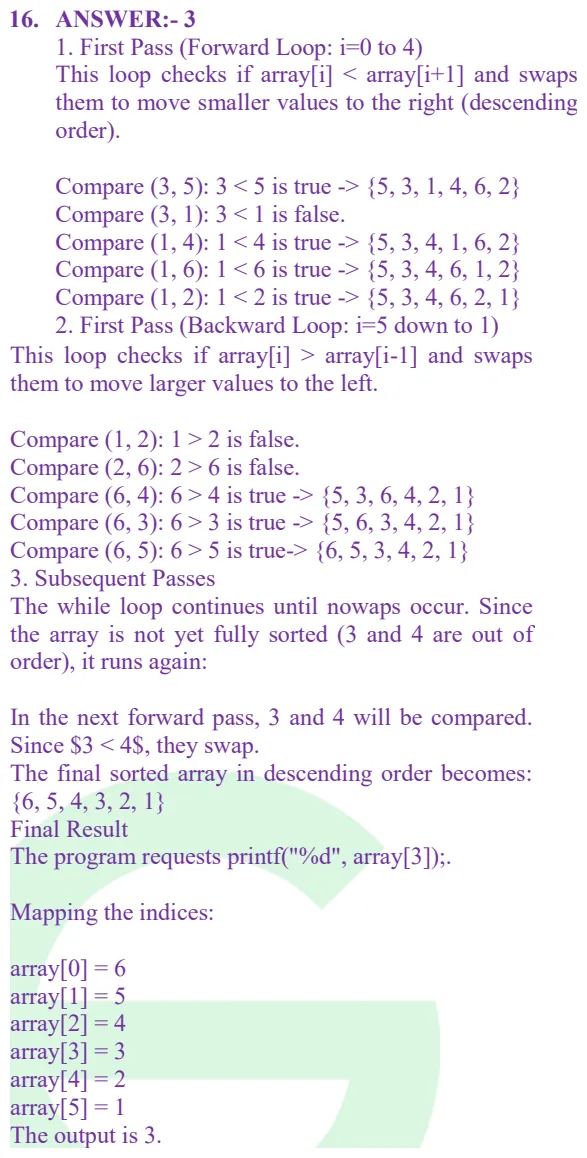 16. ANSWER:- 3
1. First Pass (Forward Loop: i=0 to 4)
This loop checks if array[i] < array[i+1] and swaps
them to move smaller values to the right (descending
order).
Compare (3, 5): 3 < 5 is true -> {5, 3, 1, 4, 6, 2}
Compare (3, 1): 3 < 1 is false.
Compare (1, 4): 1 < 4 is true -> {5, 3, 4, 1, 6, 2}
Compare (1, 6): 1 < 6 is true -> {5, 3, 4, 6, 1, 2}
Compare (1, 2): 1 < 2 is true -> {5, 3, 4, 6, 2, 1}
2. First Pass (Backward Loop: i=5 down to 1)
This loop checks if array[i] > array[i-1] and swaps
them to move larger values to the left.
Compare (1, 2): 1 > 2 is false.
Compare (2, 6): 2 > 6 is false.
Compare (6, 4): 6 > 4 is true -> {5, 3, 6, 4, 2, 1}
Compare (6, 3): 6 > 3 is true -> {5, 6, 3, 4, 2, 1}
Compare (6, 5): 6 > 5 is true-> {6, 5, 3, 4, 2, 1}
3. Subsequent Passes
The while loop continues until nowaps occur. Since
the array is not yet fully sorted (3 and 4 are out of
order), it runs again:
In the next forward pass, 3 and 4 will be compared.
Since $3 < 4$, they swap.
The final sorted array in descending order becomes:
{6, 5, 4, 3, 2, 1}
Final Result
The program requests printf("%d", array[3]);.
Mapping the indices:
array[0] = 6
array[1] = 5
array[2] = 4
array[3] = 3
array[4] = 2
array[5] = 1
The output is 3.